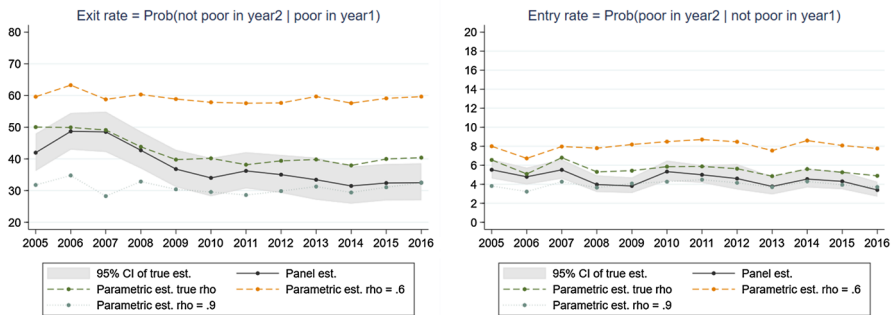 Exit rate = Prob(not poor in year2 | poor in year1)
80
70
60
50
40
30
20
2005 2006 2007 2008 2009 2010 2011 2012 2013 2014 2015 2016
95% CI of true est. Panel est.
Parametric est. true rho Parametric est. rho = .6
Parametric est. rho = .9
Entry rate = Prob(poor in year2 | not poor in year1)
20
18
16
14
12
10
8
6
4
2
0
2005 2006 2007 2008 2009 2010 2011 2012 2013 2014 2015 2016
95% CI of true est. Panel est.
Parametric est. true rho Parametric est. rho = .6
Parametric est. rho = .9